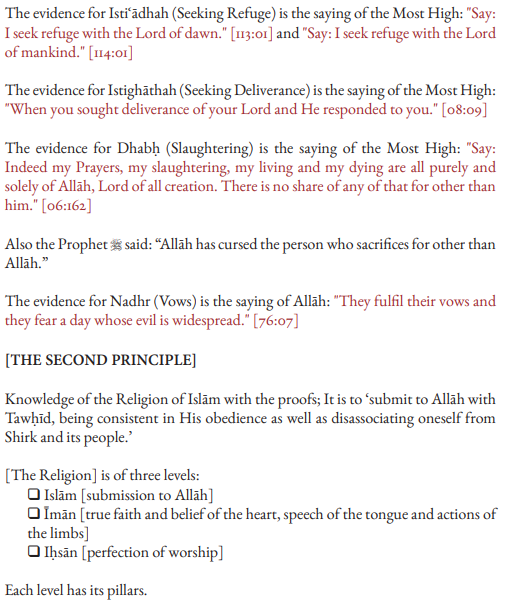 The evidence for Isti‘ādhah (Seeking Refuge) is the saying of the Most High: "Say:
I seek refuge with the Lord of dawn." [113:01] and "Say: I seek refuge with the Lord
of mankind." [114:01]
The evidence for Istighāthah (Seeking Deliverance) is the saying of the Most High:
"When you sought deliverance of your Lord and He responded to you." [08:09]
The evidence for Dhabḥ (Slaughtering) is the saying of the Most High: "Say:
Indeed my Prayers, my slaughtering, my living and my dying are all purely and
solely of Allāh, Lord of all creation. There is no share of any of that for other than
him." [06:162]
Also the Prophet ﷺ said: “Allāh has cursed the person who sacrifices for other than
Allāh.”
The evidence for Nadhr (Vows) is the saying of Allāh: "They fulfil their vows and
they fear a day whose evil is widespread." [76:07]
[THE SECOND PRINCIPLE]
Knowledge of the Religion of Islām with the proofs; It is to ‘submit to Allāh with
Tawḥīd, being consistent in His obedience as well as disassociating oneself from
Shirk and its people.’
[The Religion] is of three levels:
❑ Islām [submission to Allāh]
❑ Īmān [true faith and belief of the heart, speech of the tongue and actions of
the limbs]
❑ Iḥsān [perfection of worship]
Each level has its pillars.